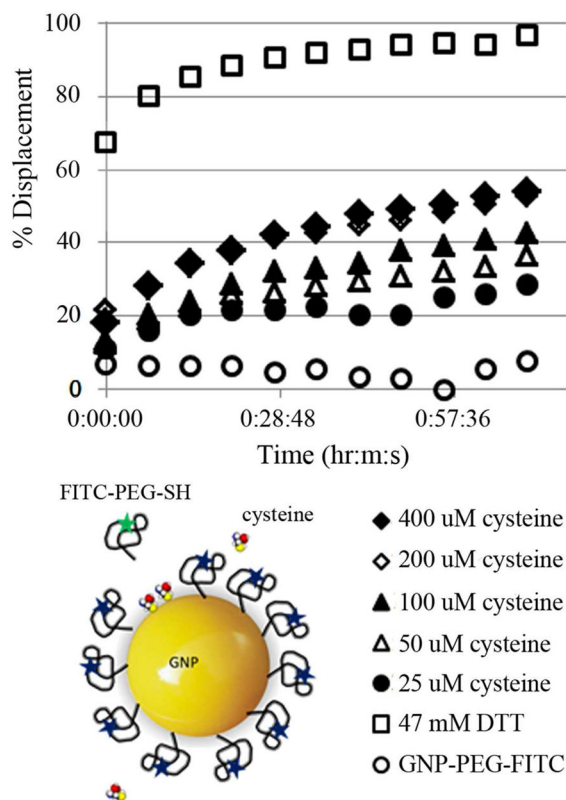 100
80
60
40
20
0
% Displacement
0:00:00 0:28:48 0:57:36
Time (hr:m:s)
FITC-PEG-SH
cysteine
GNP
400 uM cysteine
200 uM cysteine
100 uM cysteine
50 uM cysteine
25 uM cysteine
47 mM DTT
GNP-PEG-FITC